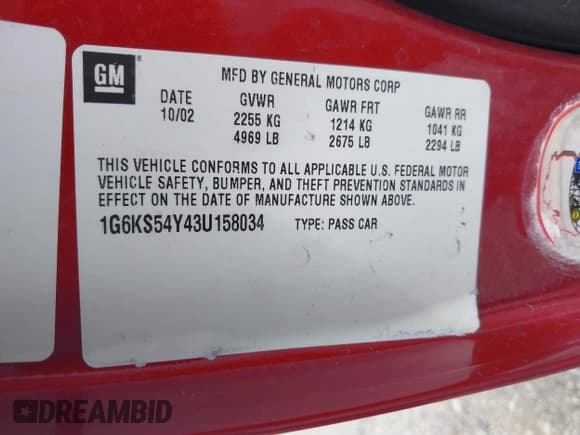 GM
MFD BY GENERAL MOTORS CORP
DATE GVWR GAWR FRT GAWR RR
10/02 2255 KG 1214 KG 1041 KG
4969 LB 2675 LB 2294 LB
THIS VEHICLE CONFORMS TO ALL APPLICABLE U.S. FEDERAL MOTOR
VEHICLE SAFETY, BUMPER, AND THEFT PREVENTION STANDARDS IN
EFFECT ON THE DATE OF MANUFACTURE SHOWN ABOVE.
1G6KS54Y43U158034 TYPE: PASS CAR
DREAMBID